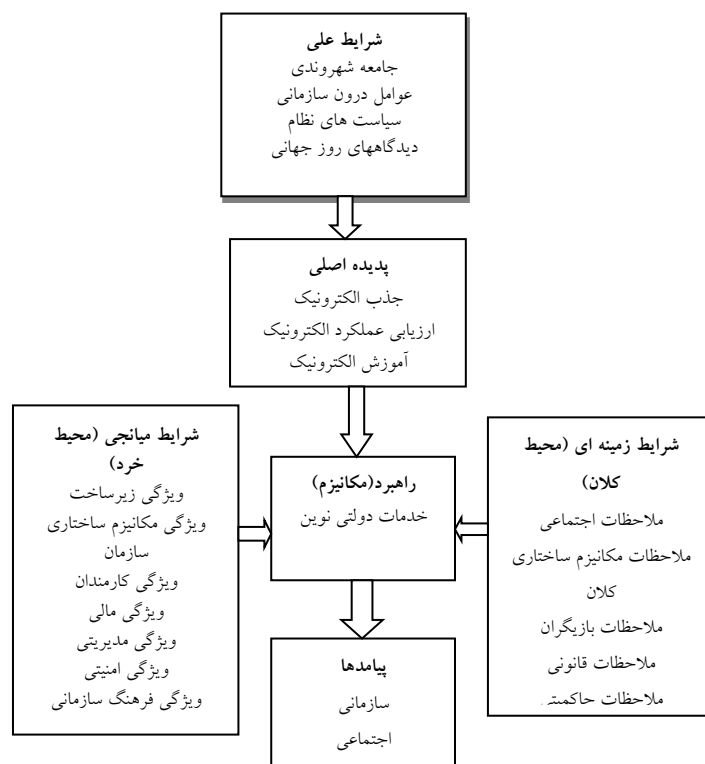 شرایط علی
جامعه شهروندی
عوامل درون سازمانی
سیاست های نظام
دیدگاههای روز جهانی
پدیده اصلی
جذب الکترونیک
ارزیابی عملکرد الکترونیک
آموزش الکترونیک
شرایط زمینه ای (محیط
کلان)
ملاحظات اجتماعی
ملاحظات مکانیزم ساختاری
کلان
ملاحظات بازیگران
ملاحظات قانونی
ملاحظات حاکمیتی
راهبرد(مکانیزم)
خدمات دولتی نوین
شرایط میانجی (محیط
خرد)
ویژگی زیرساخت
ویژگی مکانیزم ساختاری
سازمان
ویژگی کارمندان
ویژگی مالی
ویژگی مدیریتی
ویژگی امنیتی
ویژگی فرهنگ سازمانی
پیامدها
سازمانی
اجتماعی